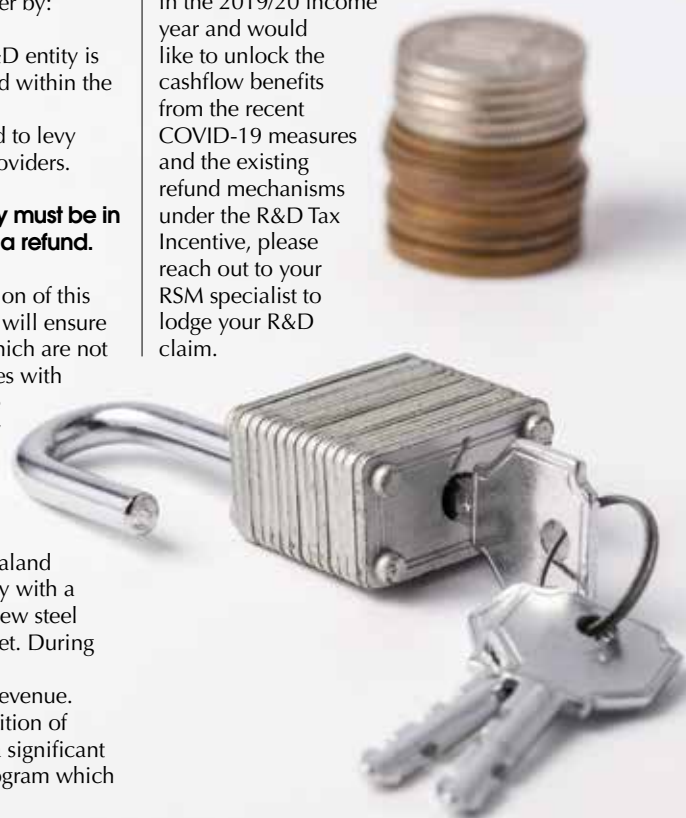 er by:
D entity is
d within the
d to levy
oviders.
y must be in
a refund.
on of this
will ensure
hich are not
es with
aland
y with a
ew steel
et. During
evenue.
ition of
significant
ogram which
in the 2019/20 income
year and would
like to unlock the
cashflow benefits
from the recent
COVID-19 measures
and the existing
refund mechanisms
under the R&D Tax
Incentive, please
reach out to your
RSM specialist to
lodge your R&D
claim.